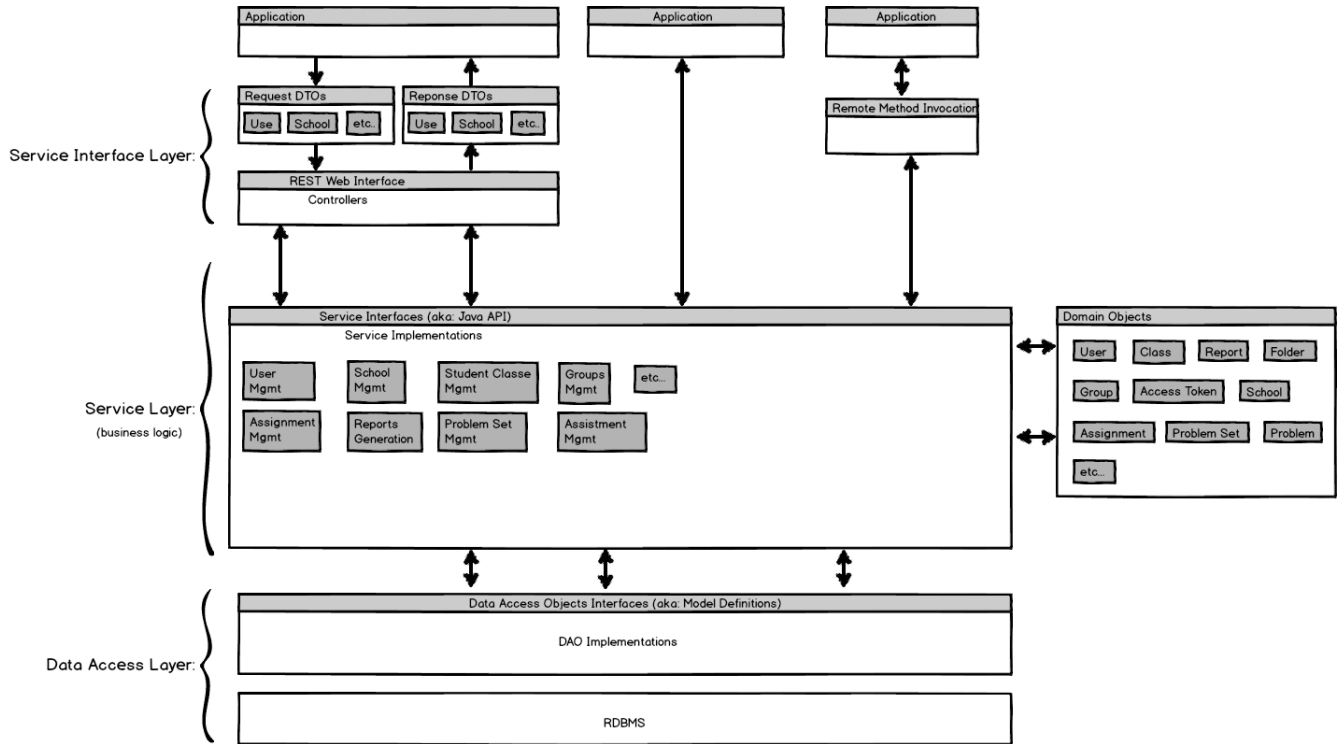 Application
Application
Application
Request DTOs
Reponse DTOs
Use
School
etc..
Use
School
etc..
Remote Method Invocation
Service Interface Layer:
REST Web Interface
Controllers
Service Interfaces (aka: Java API)
Service Implementations
Domain Objects
User
Class
Report
Folder
User
Mgmt
School
Mgmt
Student Classe
Mgmt
Groups
Mgmt
etc...
Group
Access Token
School
Service Layer:
(business logic)
Assignment
Mgmt
Reports
Generation
Problem Set
Mgmt
Assistment
Mgmt
Assignment
Problem Set
Problem
etc...
Data Access Objects Interfaces (aka: Model Definitions)
DAO Implementations
Data Access Layer:
RDBMS